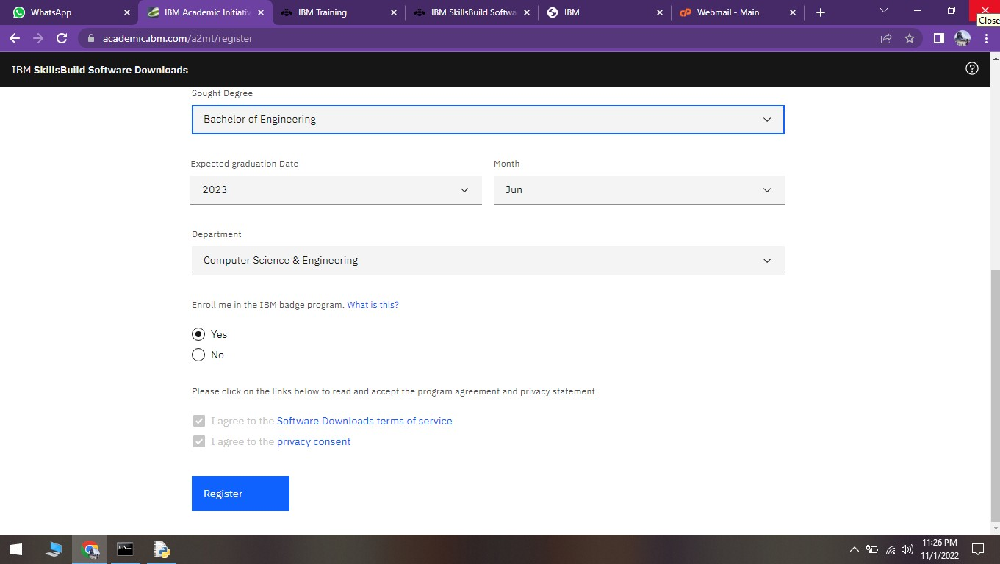 WhatsApp
IBM Academic Initiativ
IBM Training
IBM SkillsBuild Softwa
IBM
Webmail - Main
Close
academic.ibm.com/a2mt/register
IBM SkillsBuild Software Downloads
Sought Degree
Bachelor of Engineering
Expected graduation Date
Month
2023
Jun
Department
Computer Science & Engineering
Enroll me in the IBM badge program. What is this?
Yes
No
Please click on the links below to read and accept the program agreement and privacy statement
I agree to the Software Downloads terms of service
I agree to the privacy consent
Register
11:26 PM
11/1/2022